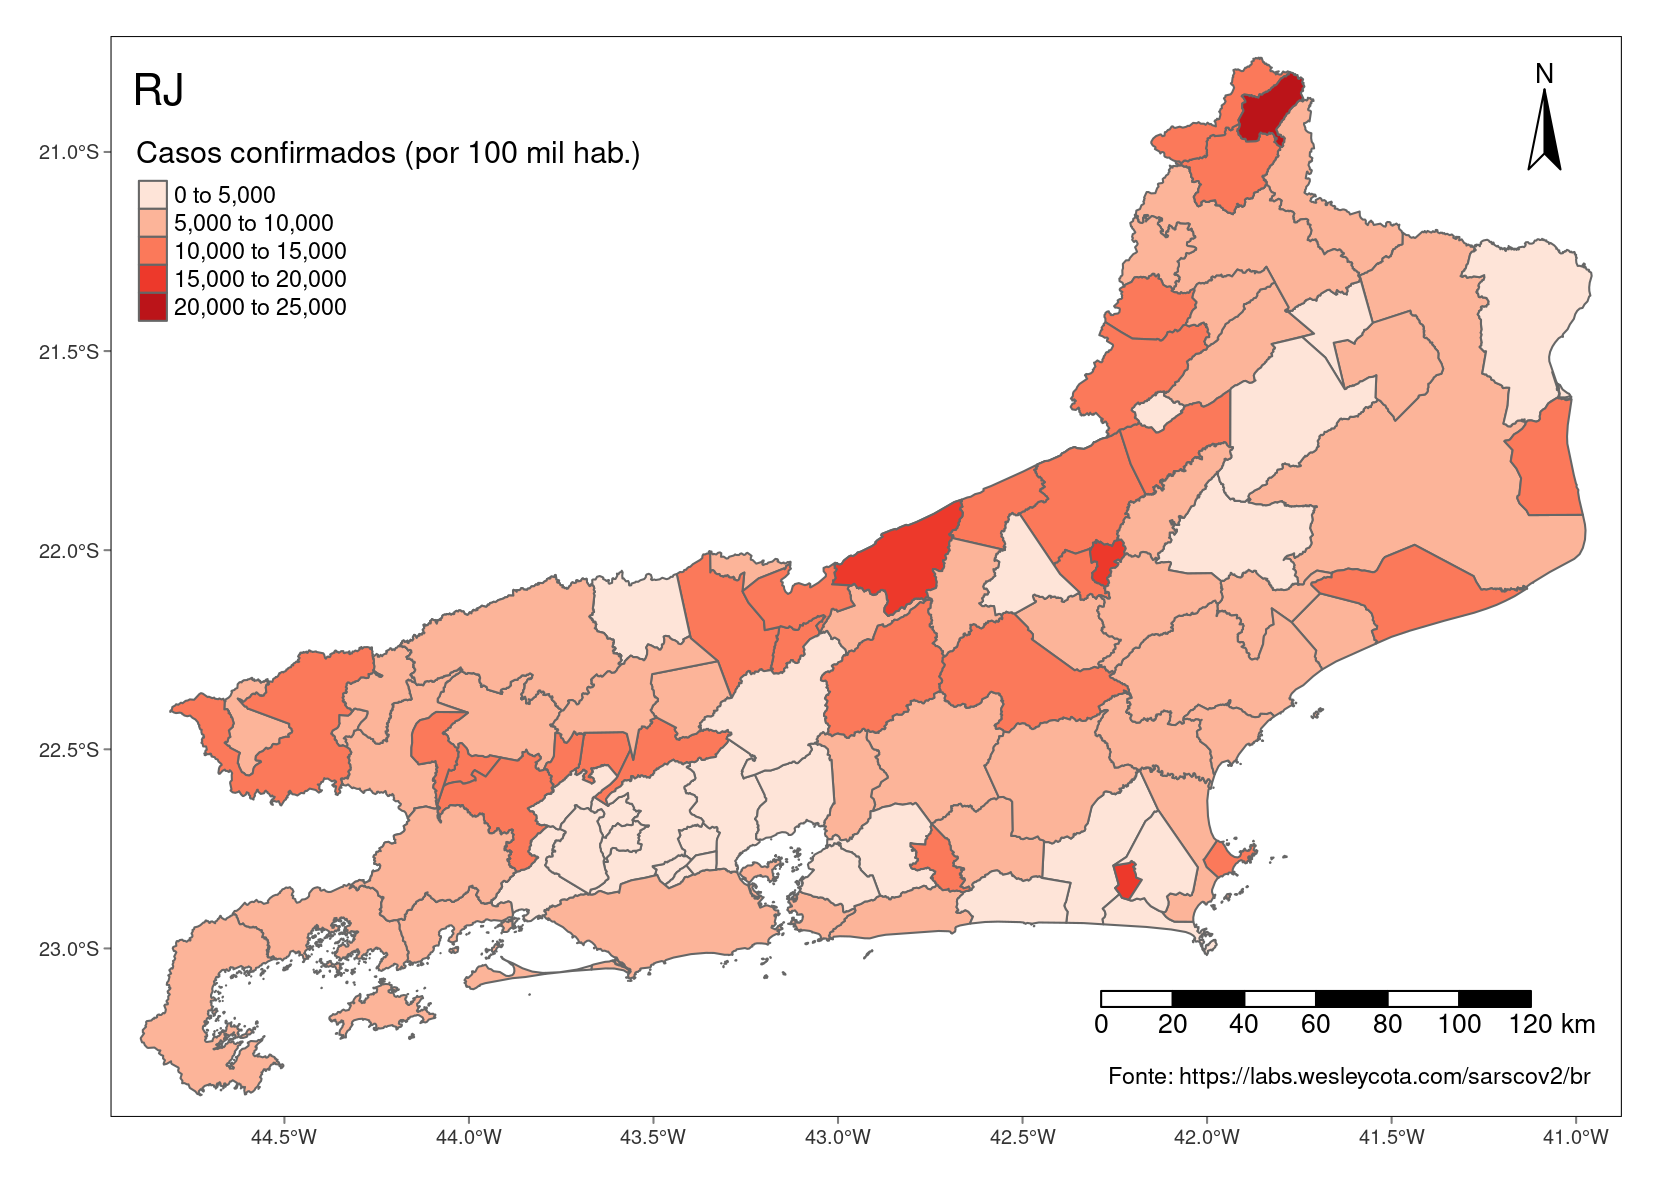 RJ
N
Casos confirmados (por 100 mil hab.)
0 to 5,000
5,000 to 10,000
10,000 to 15,000
15,000 to 20,000
20,000 to 25,000
21.0°S
21.5°S
22.0°S
22.5°S
23.0°S
0 20 40 60 80 100 120 km
Fonte: https://labs.wesleycota.com/sarscov2/br
44.5°W 44.0°W 43.5°W 43.0°W 42.5°W 42.0°W 41.5°W 41.0°W